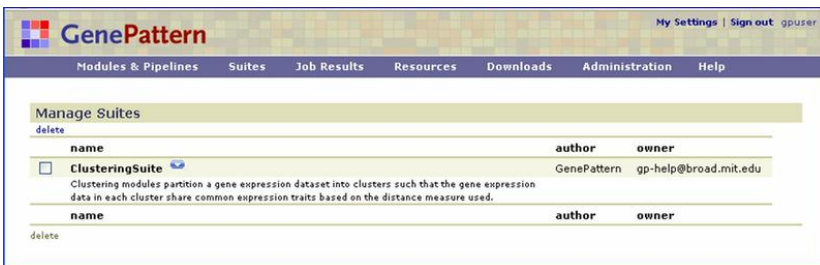 My Settings | Sign out gpuser
GenePattern
Modules & Pipelines Suites Job Results Resources Downloads Administration Help
Manage Suites
delete
name author owner
ClusteringSuite GenePattern gp-help@broad.mit.edu
Clustering modules partition a gene expression dataset into clusters such that the gene expression
data in each cluster share common expression traits based on the distance measure used.
name author owner
delete